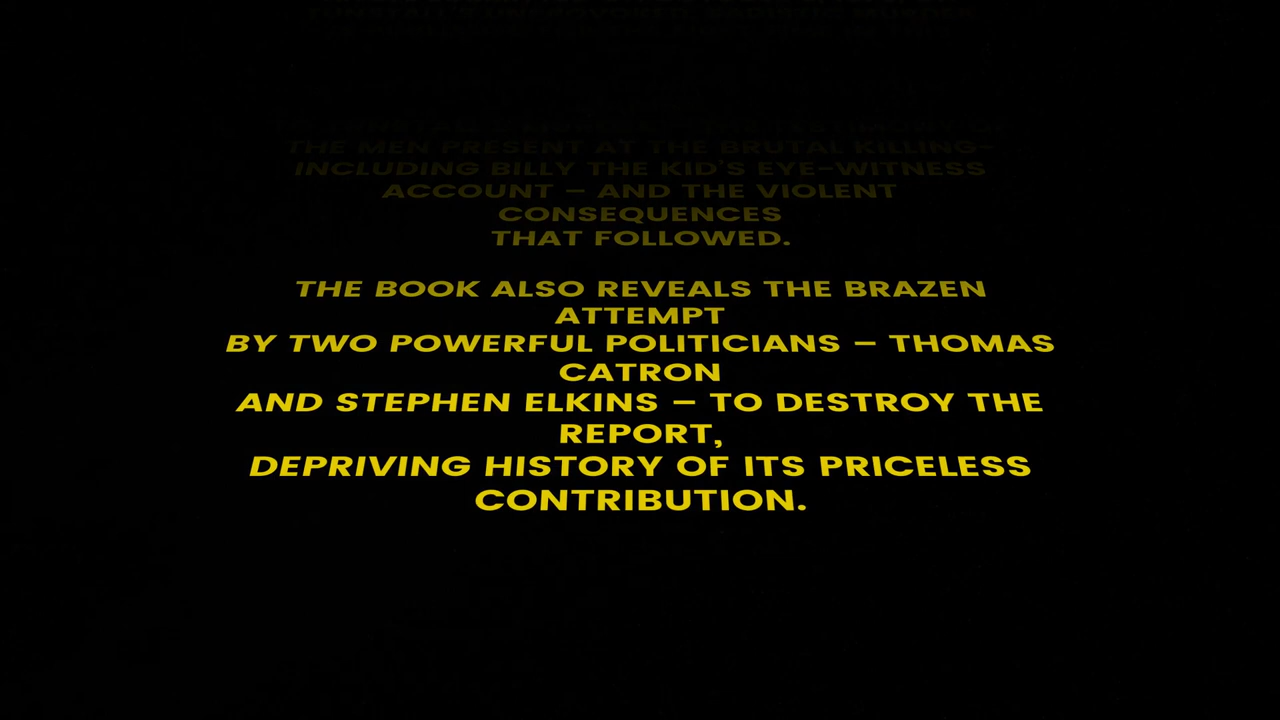 THE MEN PRESENT AT THE BRUTAL KILLING-
INCLUDING BILLY THE KID'S EYE-WITNESS
ACCOUNT – AND THE VIOLENT
CONSEQUENCES
THAT FOLLOWED.
THE BOOK ALSO REVEALS THE BRAZEN
ATTEMPT
BY TWO POWERFUL POLITICIANS – THOMAS
CATRON
AND STEPHEN ELKINS – TO DESTROY THE
REPORT,
DEPRIVING HISTORY OF ITS PRICELESS
CONTRIBUTION.